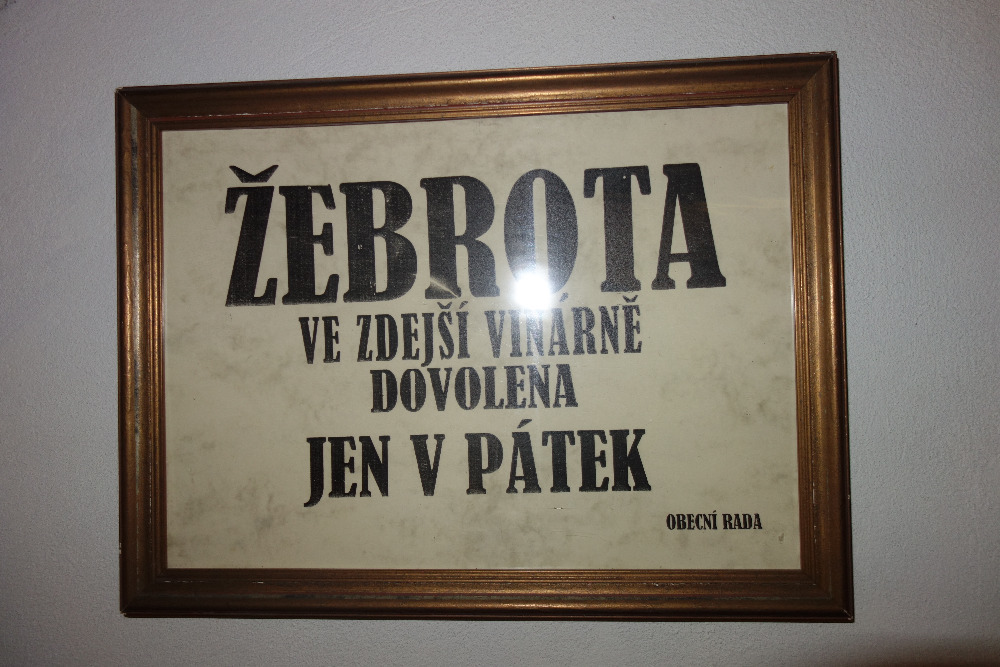 ŽEBROTA
VE ZDEJŠÍ VINÁRNĚ
DOVOLENA
JEN V PÁTEK
OBECNÍ RADA